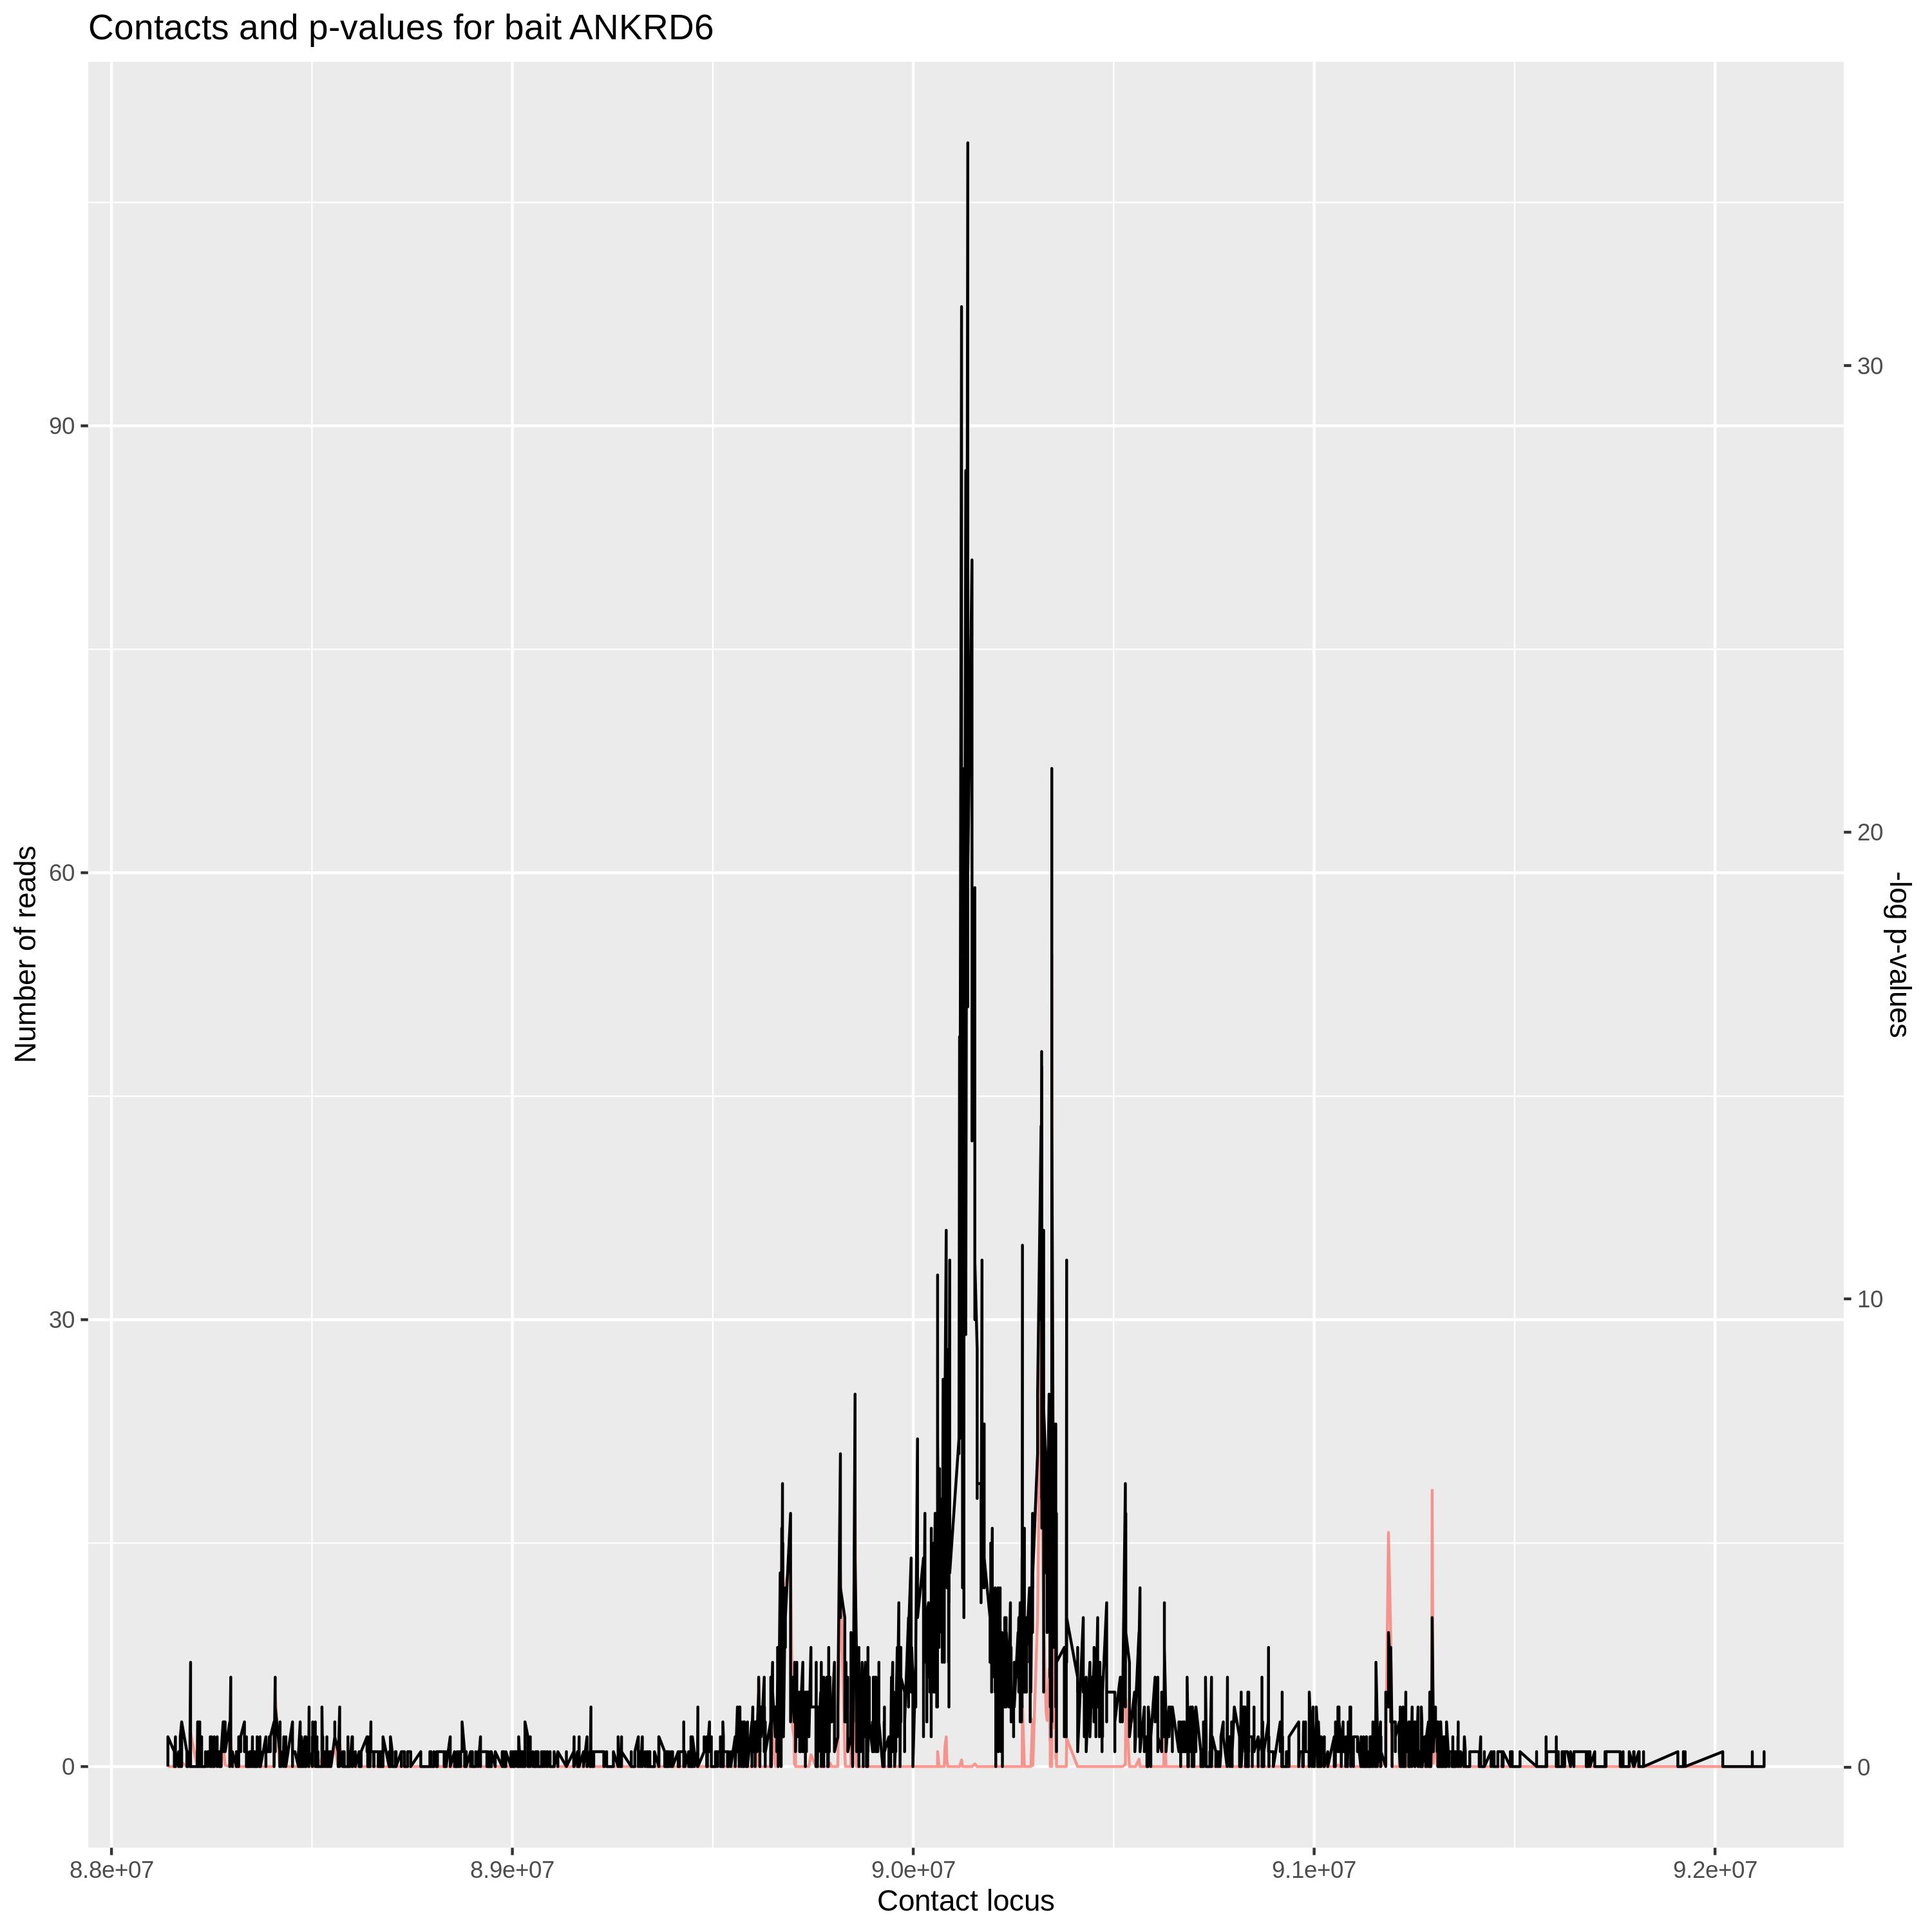 Contacts and p-values for bait ANKRD6
Number of reads
90
60
30
0
30
20
10
0
-log p-values
8.8e+07
8.9e+07
9.0e+07
9.1e+07
9.2e+07
Contact locus